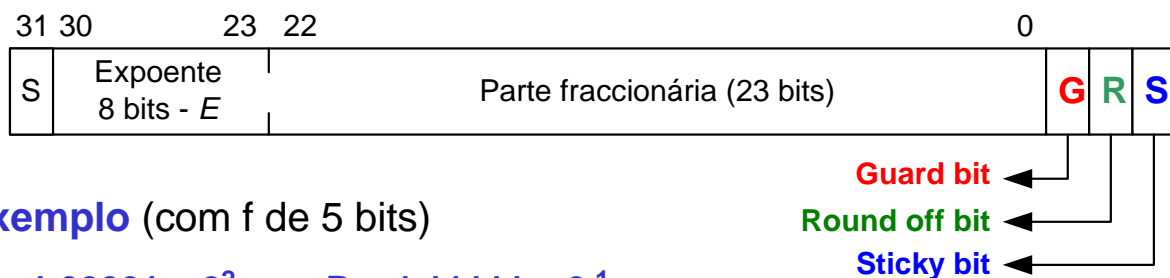 31 30 23 22 0
S
Expoente
8 bits - E
Parte fraccionária (23 bits)
G R S
Guard bit
Round off bit
Sticky bit
xemplo (com f de 5 bits)